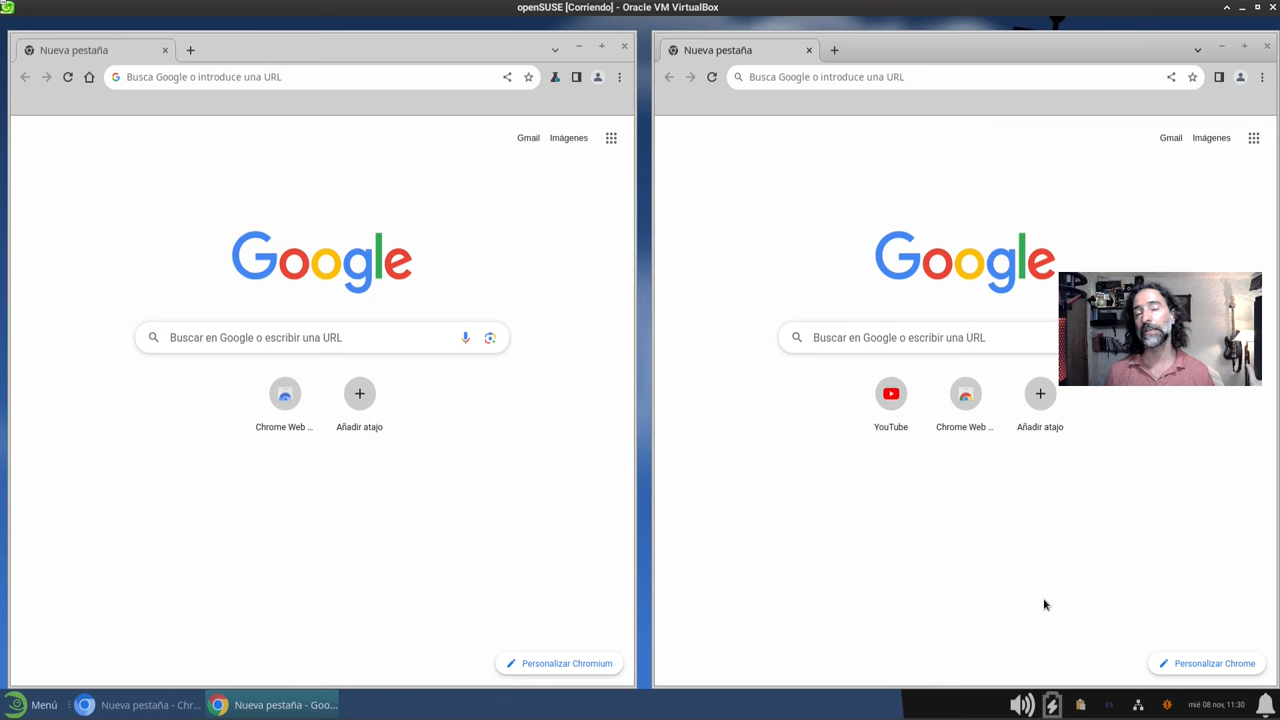 openSUSE [Corriendo] - Oracle VM VirtualBox
Nueva pestaña
Busca Google o introduce una URL
Gmail Imágenes
Google
Buscar en Google o escribir una URL
Chrome Web ...
Añadir atajo
Personalizar Chromium
Nueva pestaña
Busca Google o introduce una URL
Gmail Imágenes
Google
Buscar en Google o escribir una URL
YouTube
Chrome Web ...
Añadir atajo
Personalizar Chrome
Menú
Nueva pestaña - Chr...
Nueva pestaña - Goo...
ES
mié 08 nov, 11:30